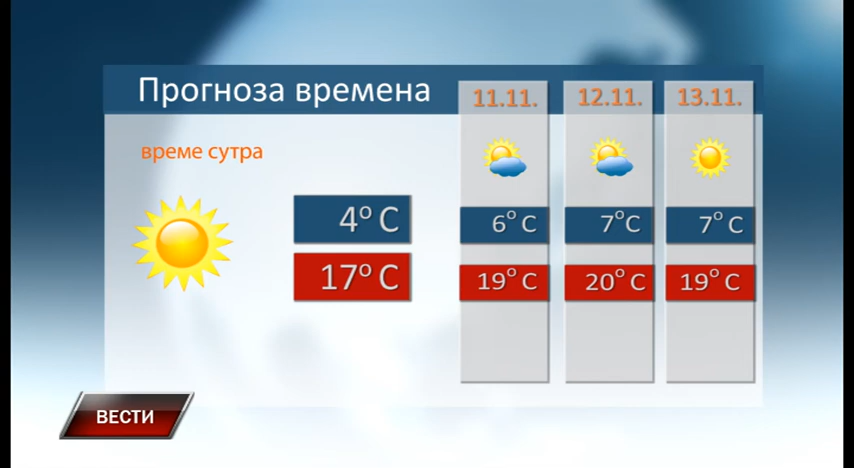 Прогноза времена
време сутра
4° C
17° C
11.11.
6° C
19° C
12.11.
7°C
20° C
13.11.
7° C
19° C
ВЕСТИ